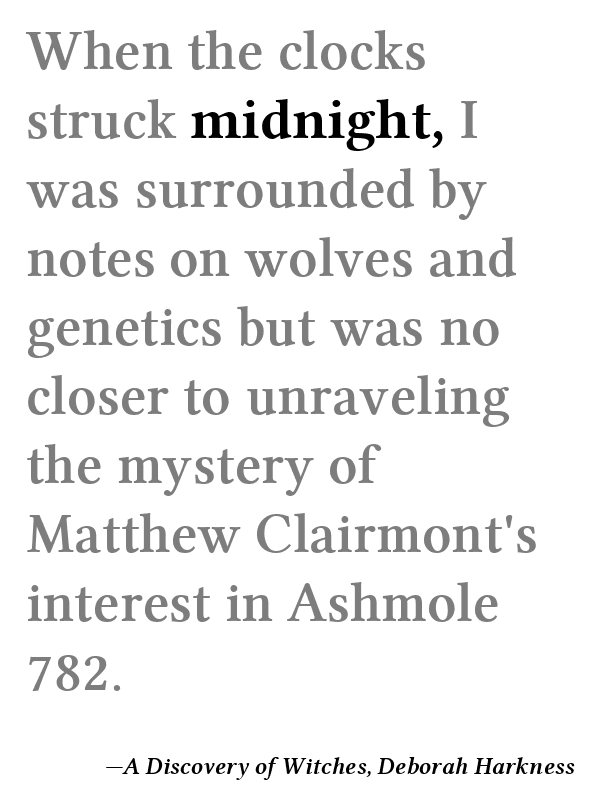 When the clocks
struck midnight, I
was surrounded by
notes on wolves and
genetics but was no
closer to unraveling
the mystery of
Matthew Clairmont's
interest in Ashmole
782.
—A Discovery of Witches, Deborah Harkness